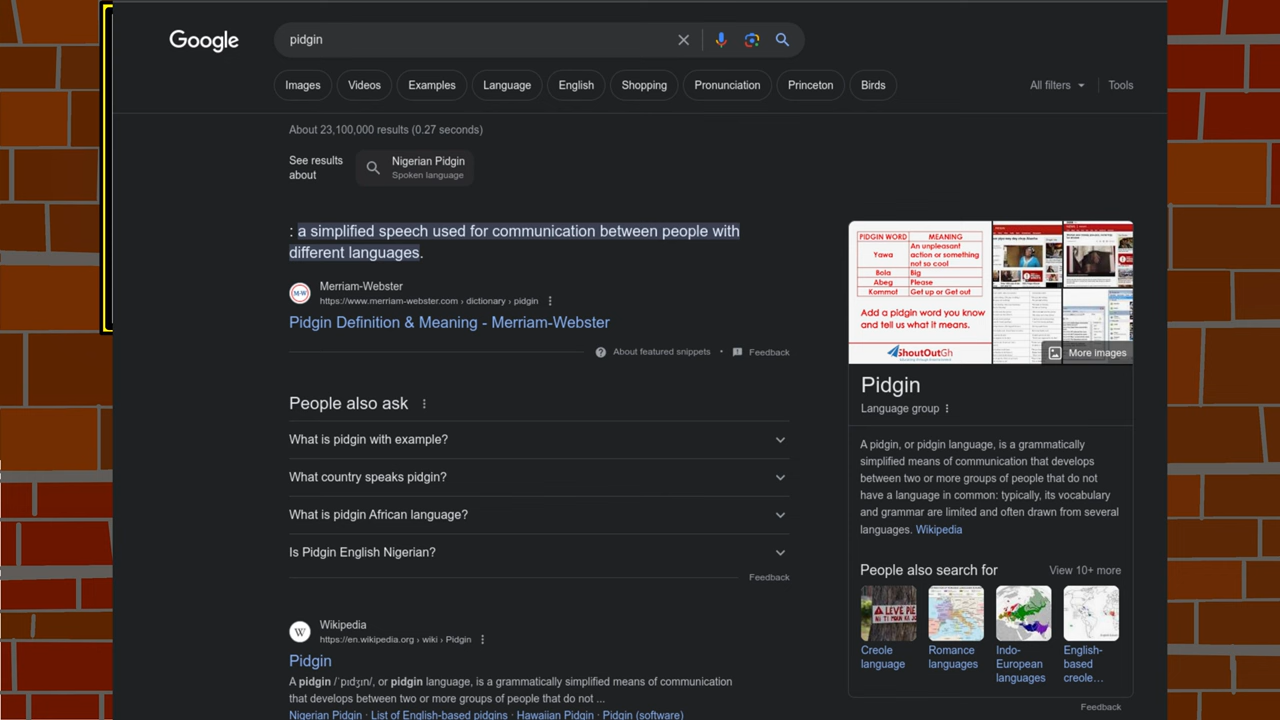 Google
pidgin
Images
Videos
Examples
Language
English
Shopping
Pronunciation
Princeton
Birds
All filters
Tools
About 23,100,000 results (0.27 seconds)
See results
about
Nigerian Pidgin
Spoken language
: a simplified speech used for communication between people with
different languages.
Merriam-Webster
https://www.merriam-webster.com › dictionary › pidgin
Pidgin Definition & Meaning - Merriam-Webster
About featured snippets • Feedback
People also ask
What is pidgin with example?
What country speaks pidgin?
What is pidgin African language?
Is Pidgin English Nigerian?
Feedback
W
Wikipedia
https://en.wikipedia.org › wiki › Pidgin
Pidgin
A pidgin /ˈpɪdʒɪn/, or pidgin language, is a grammatically simplified means of communication
that develops between two or more groups of people that do not ...
Nigerian Pidgin · List of English-based pidgins · Hawaiian Pidgin · Pidgin (software)
PIDGIN WORD MEANING
Yawa An unpleasant
action or something
not so cool
Bola Big
Abeg Please
Kommot Get up or Get out
Add a pidgin word you know
and tell us what it means.
ShoutOutGh
More images
Pidgin
Language group
A pidgin, or pidgin language, is a grammatically
simplified means of communication that develops
between two or more groups of people that do not
have a language in common: typically, its vocabulary
and grammar are limited and often drawn from several
languages. Wikipedia
People also search for
View 10+ more
Creole
language
Romance
languages
Indo-
European
languages
English-
based
creole…
Feedback